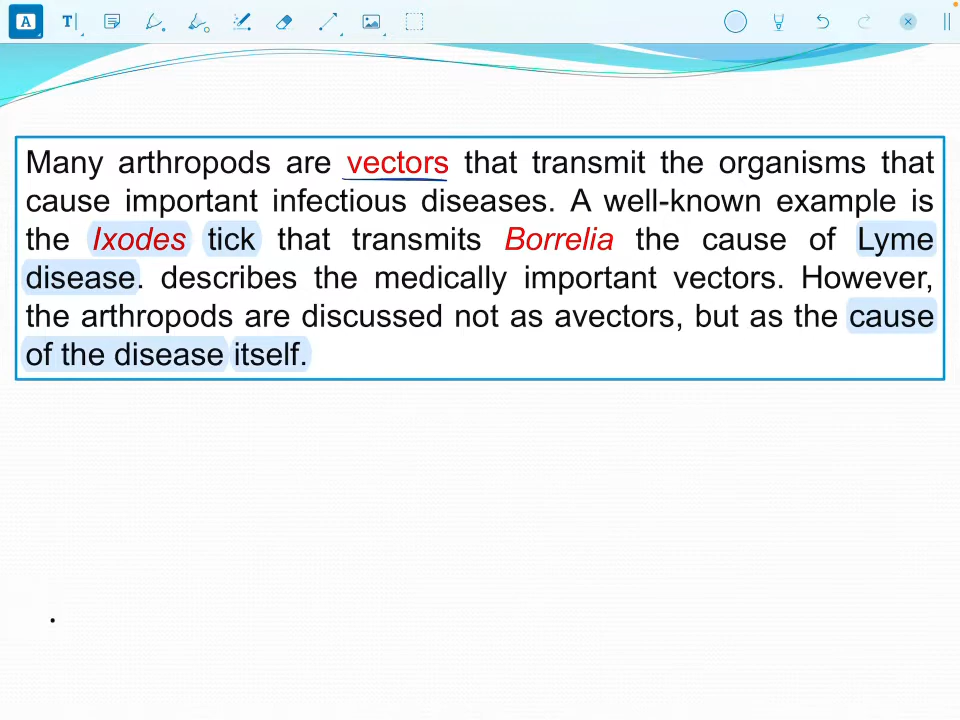 A
T
Many arthropods are vectors that transmit the organisms that
cause important infectious diseases. A well-known example is
the Ixodes tick that transmits Borrelia the cause of Lyme
disease. describes the medically important vectors. However,
the arthropods are discussed not as avectors, but as the cause
of the disease itself.
.